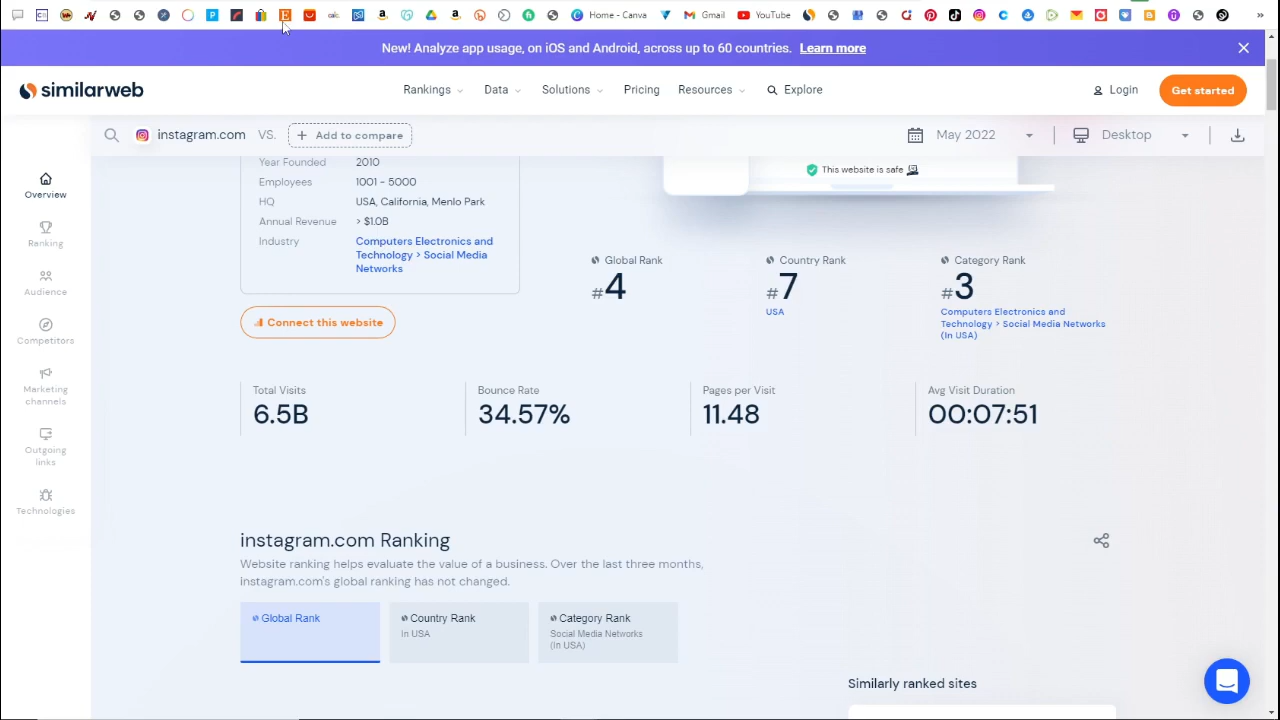 Home - Canva
Gmail
YouTube
»
New! Analyze app usage, on iOS and Android, across up to 60 countries. Learn more
similarweb
Rankings
Data
Solutions
Pricing
Resources
Explore
Login
Get started
instagram.com
VS.
+ Add to compare
May 2022
Desktop
Overview
Ranking
Audience
Competitors
Marketing
channels
Outgoing
links
Technologies
Year Founded 2010
Employees 1001 - 5000
HQ USA, California, Menlo Park
Annual Revenue > $1.0B
Industry Computers Electronics and
Technology > Social Media
Networks
Connect this website
This website is safe
Global Rank
#4
Country Rank
#7
USA
Category Rank
#3
Computers Electronics and
Technology > Social Media Networks
(In USA)
Total Visits
6.5B
Bounce Rate
34.57%
Pages per Visit
11.48
Avg Visit Duration
00:07:51
instagram.com Ranking
Website ranking helps evaluate the value of a business. Over the last three months,
instagram.com's global ranking has not changed.
Global Rank
Country Rank
In USA
Category Rank
Social Media Networks
(In USA)
Similarly ranked sites